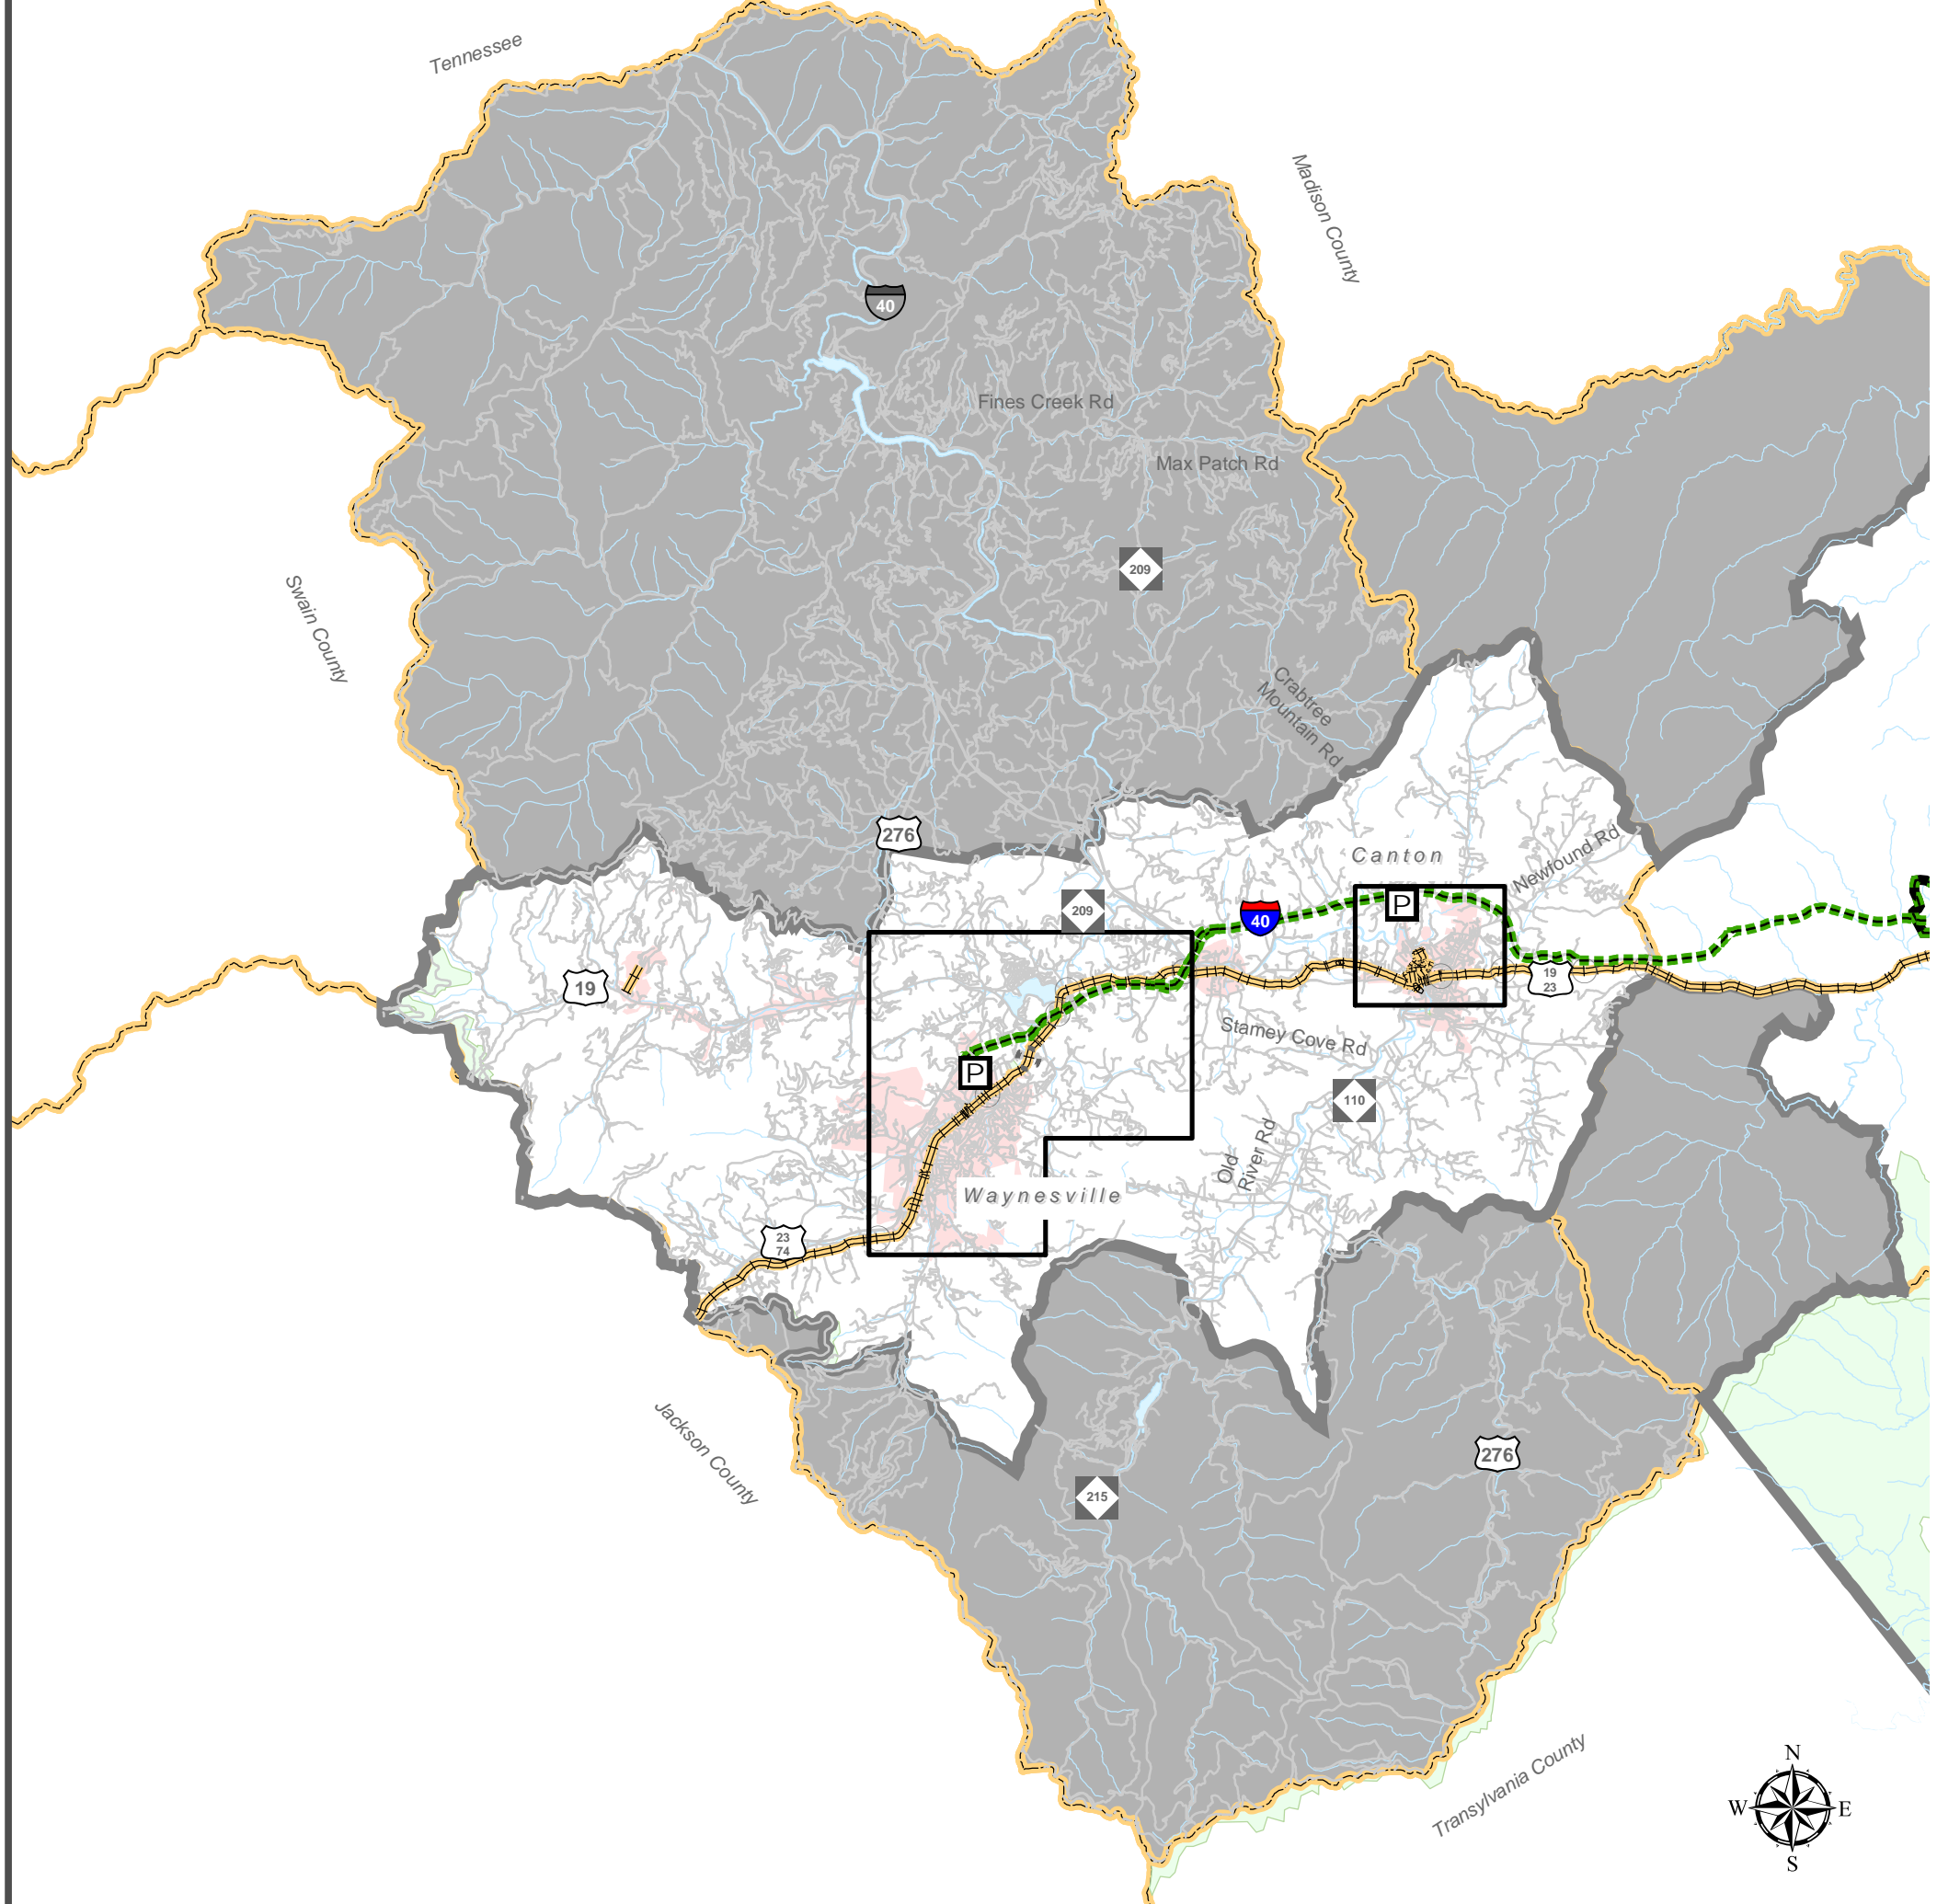 Tennessee
Madison County
40
Fines Creek Rd
Max Patch Rd
209
Swain County
Crabtree
Mountain Rd
276
Canton
Newfound Rd
209
P
40
19
19
23
Stamey Cove Rd
P
110
Old
River Rd
Waynesville
23
74
Jackson County
276
215
Transylvania County
N
W
E
S